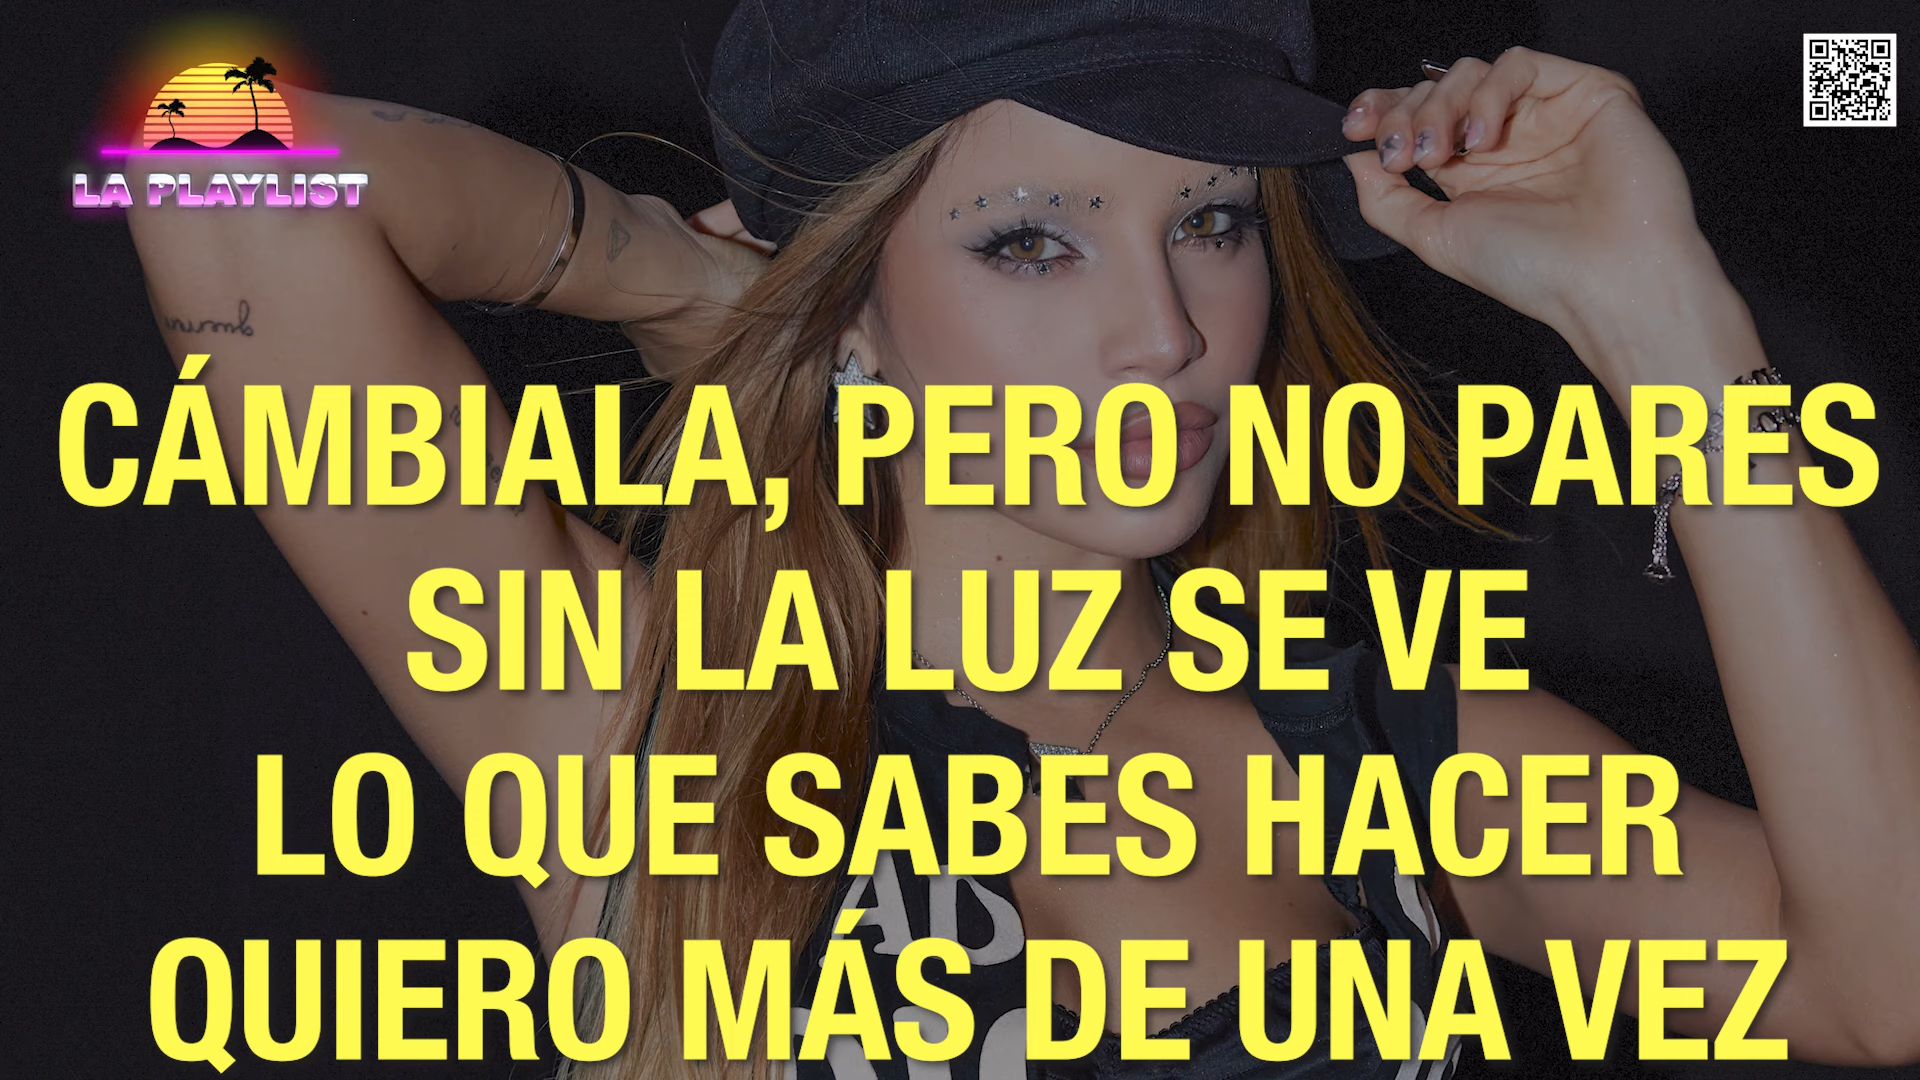 LA PLAYLIST
CÁMBIALA, PERO NO PARES
SIN LA LUZ SE VE
LO QUE SABES HACER
QUIERO MÁS DE UNA VEZ